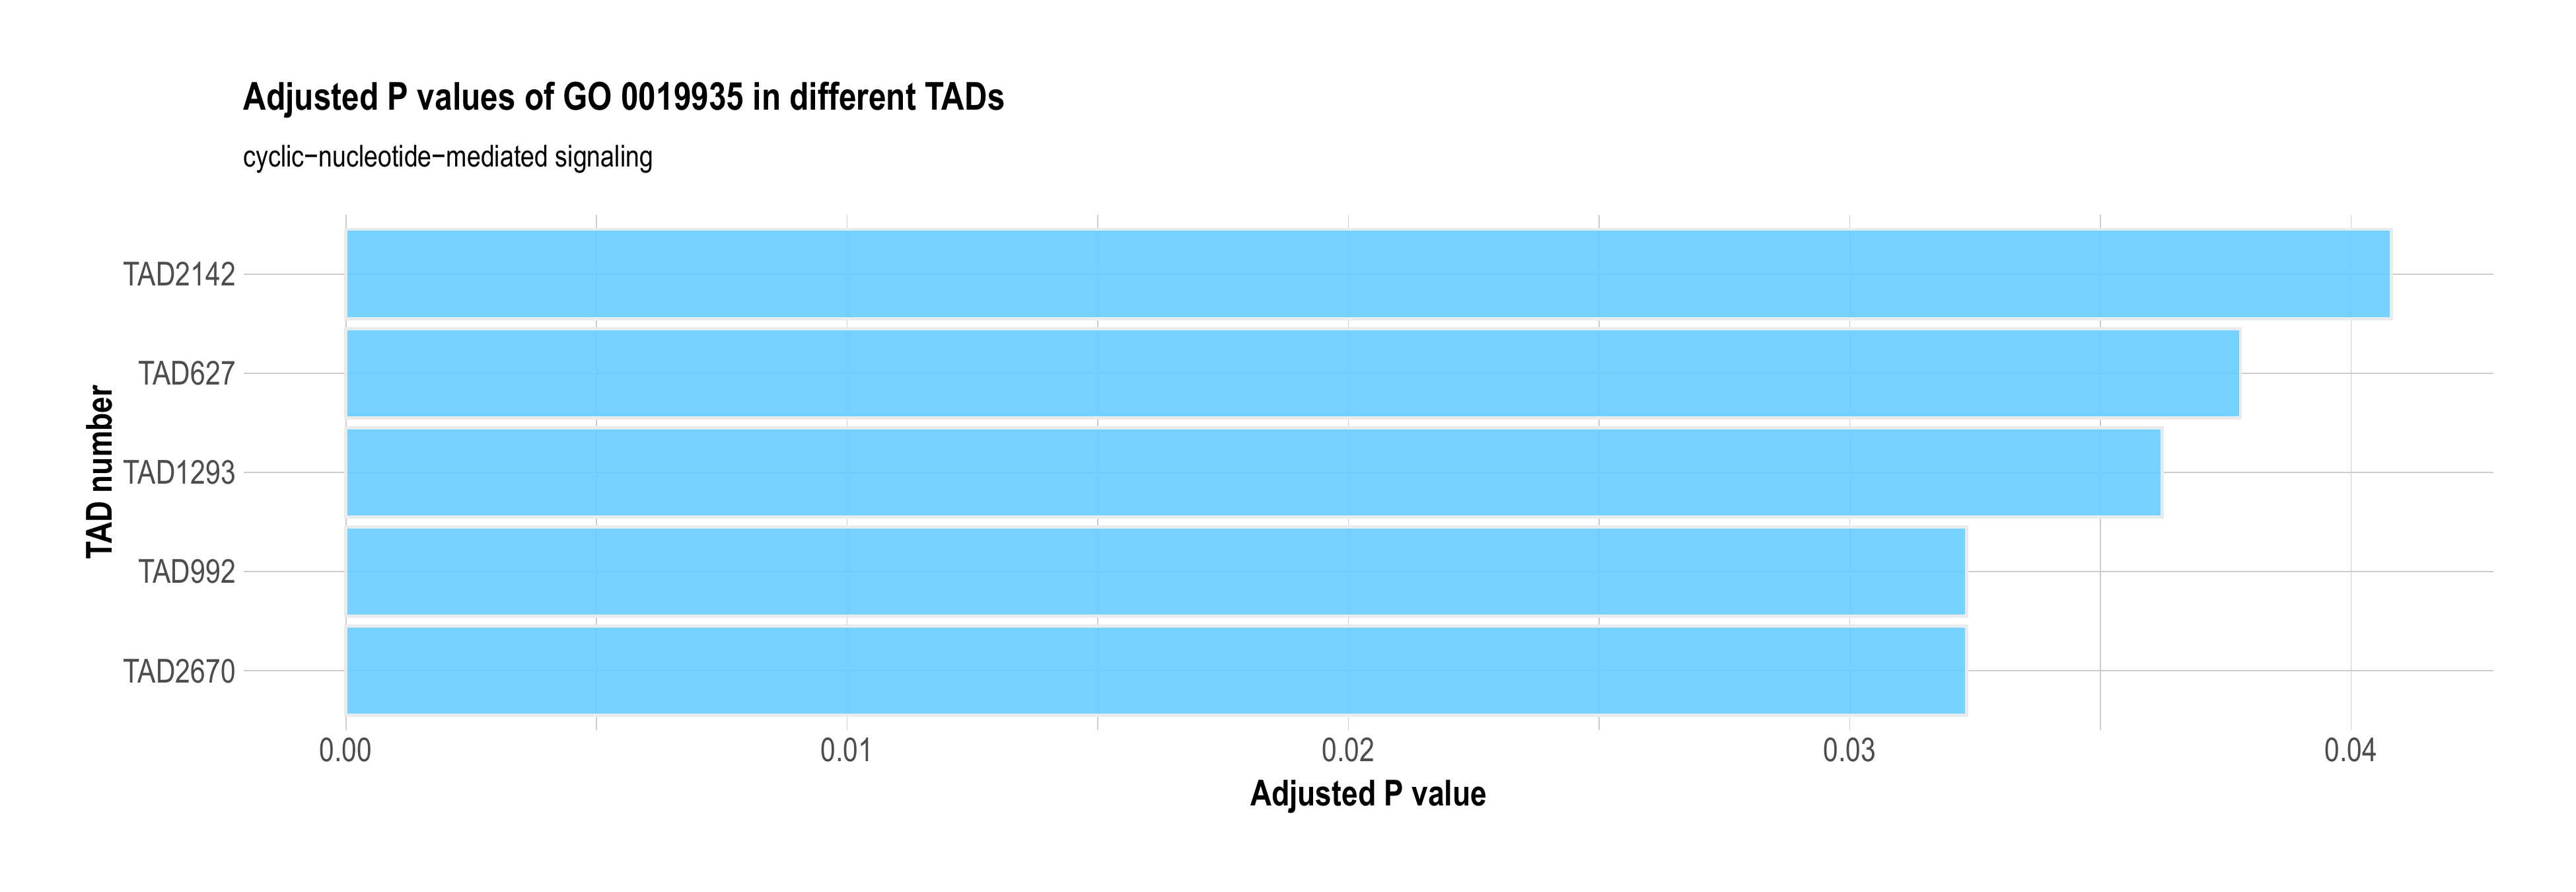 Adjusted P values of GO 0019935 in different TADs
cyclic−nucleotide−mediated signaling
TAD number
TAD2142
TAD627
TAD1293
TAD992
TAD2670
0.00 0.01 0.02 0.03 0.04
Adjusted P value